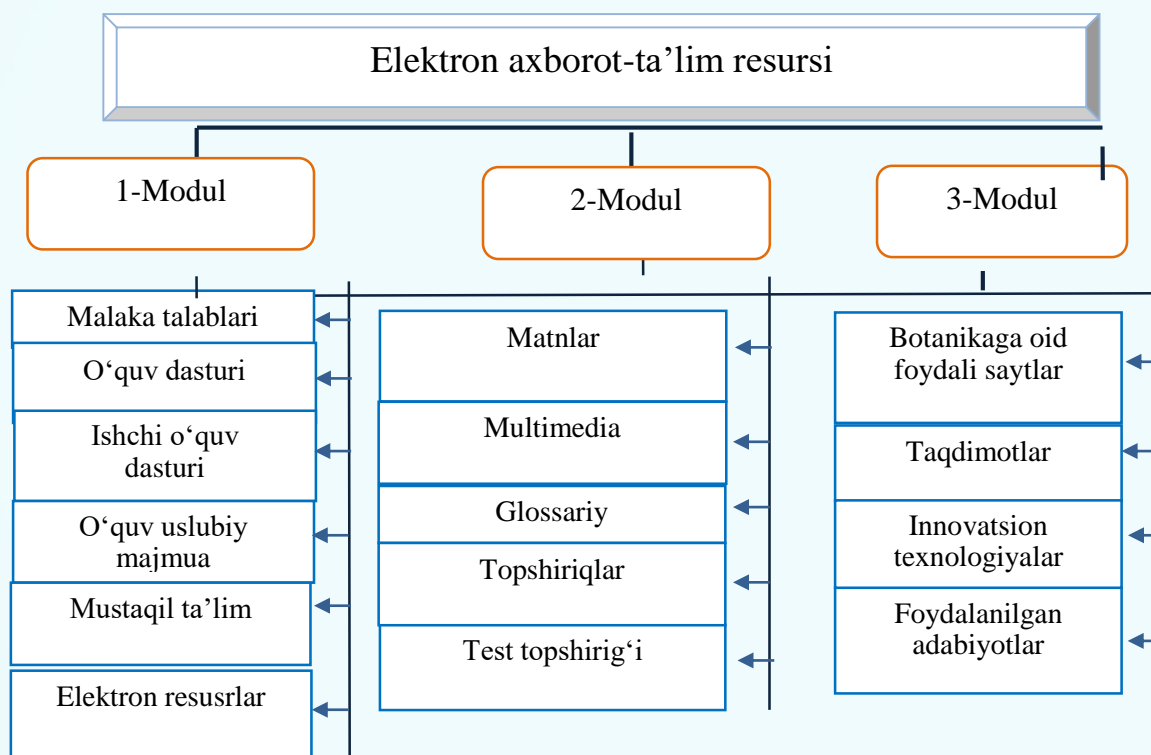 Elektron axborot-ta’lim resursi
1-Modul
2-Modul
3-Modul
Malaka talablari
O‘quv dasturi
Ishchi o‘quv
dasturi
O‘quv uslubiy
majmua
Mustaqil ta’lim
Elektron resusrlar
Matnlar
Multimedia
Glossariy
Topshiriqlar
Test topshirig‘i
Botanikaga oid
foydali saytlar
Taqdimotlar
Innovatsion
texnologiyalar
Foydalanilgan
adabiyotlar